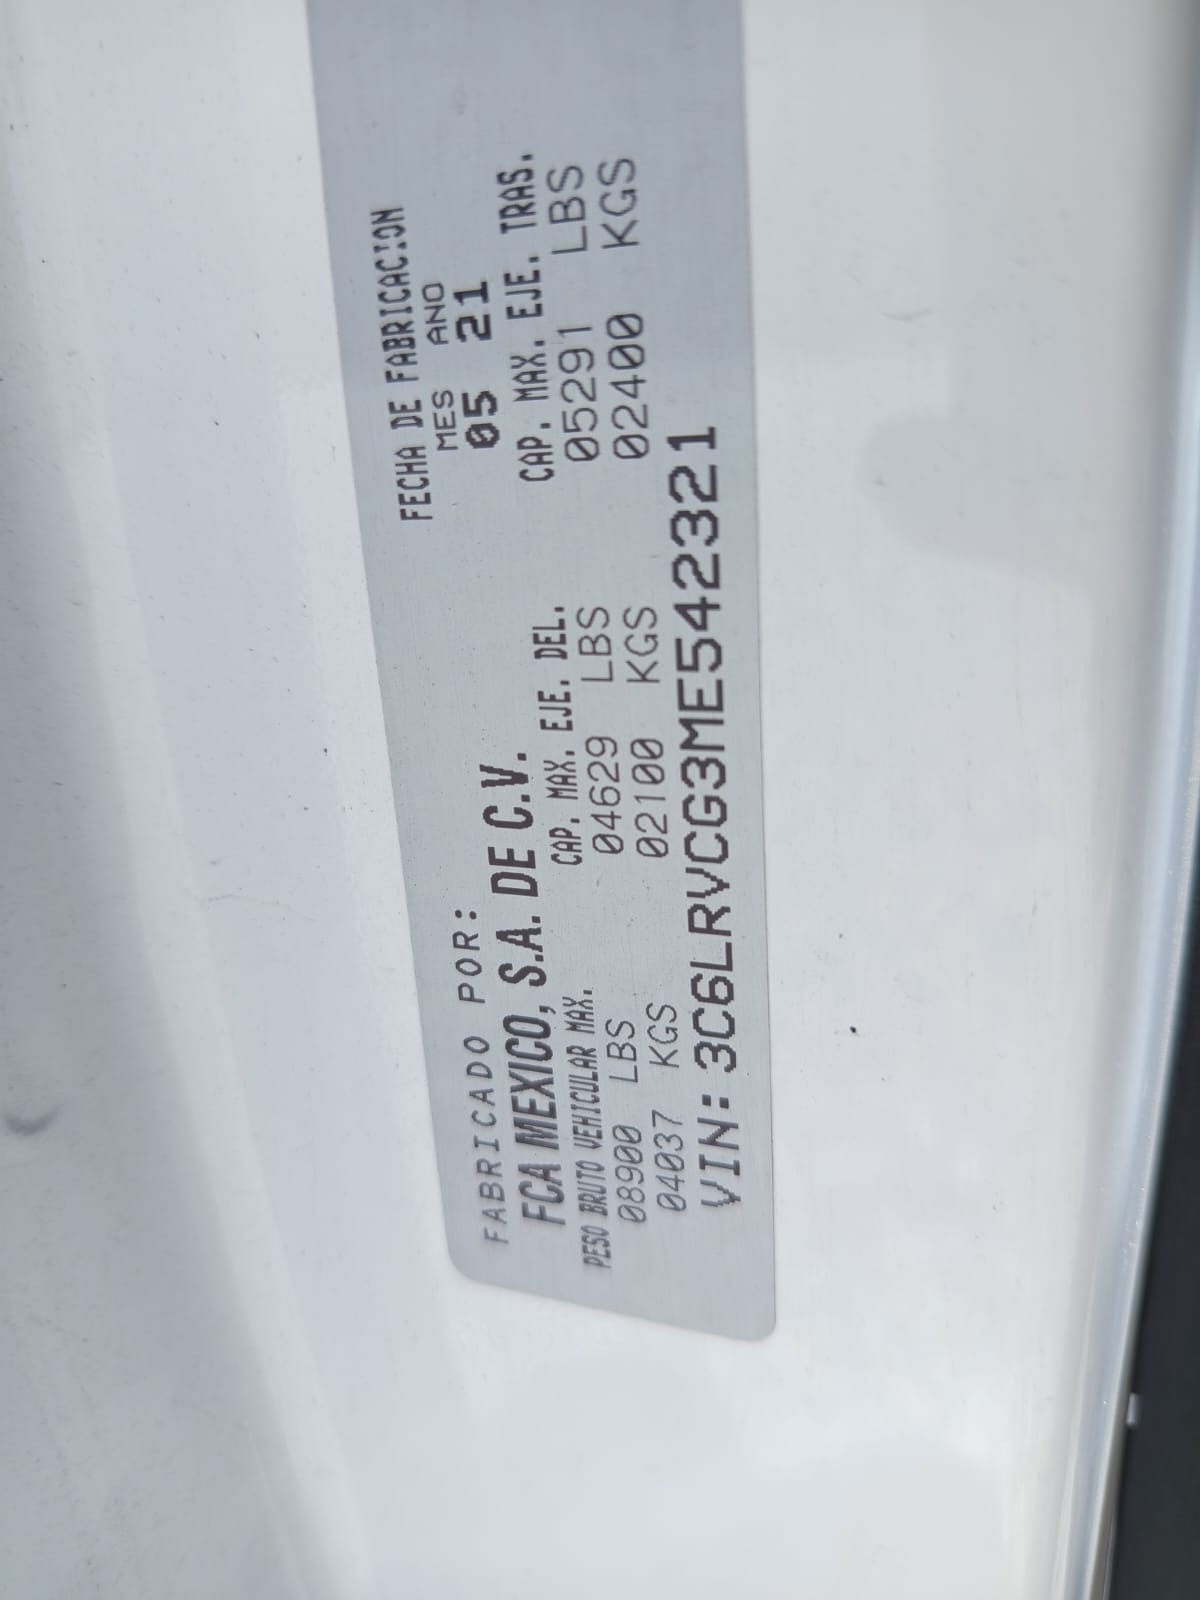 FECHA DE FABRICACION
MES ANO
05 21
FABRICADO POR:
FCA MEXICO, S.A. DE C.V.
PESO BRUTO VEHICULAR MAX. CAP. MAX. EJE. DEL. CAP. MAX. EJE. TRAS.
08900 LBS 04629 LBS 05291 LBS
04037 KGS 02100 KGS 02400 KGS
VIN: 3C6LRVCG3ME542321